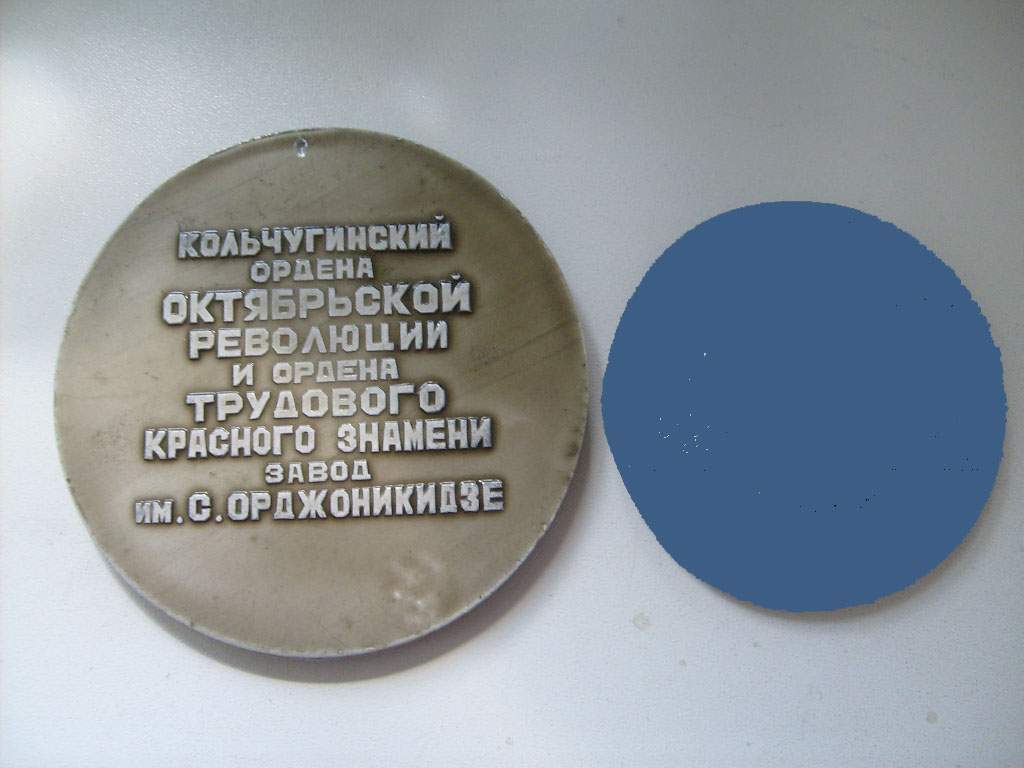 КОЛЬЧУГИНСКИЙ
ОРДЕНА
ОКТЯБРЬСКОЙ
РЕВОЛЮЦИИ
И ОРДЕНА
ТРУДОВОГО
КРАСНОГО ЗНАМЕНИ
ЗАВОД
ИМ. С. ОРДЖОНИКИДЗЕ